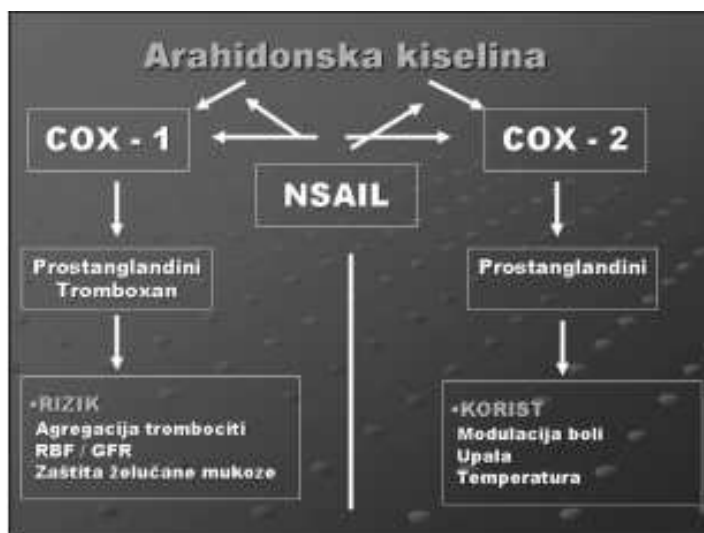 Arahidonska kiselina
COX - 1
COX - 2
NSAIL
Prostanglandini
Tromboxan
Prostanglandini
•RIZIK
Agregacija trombociti
RBF / GFR
Zaštita želučane mukoze
•KORIST
Modulacija boli
Upala
Temperatura